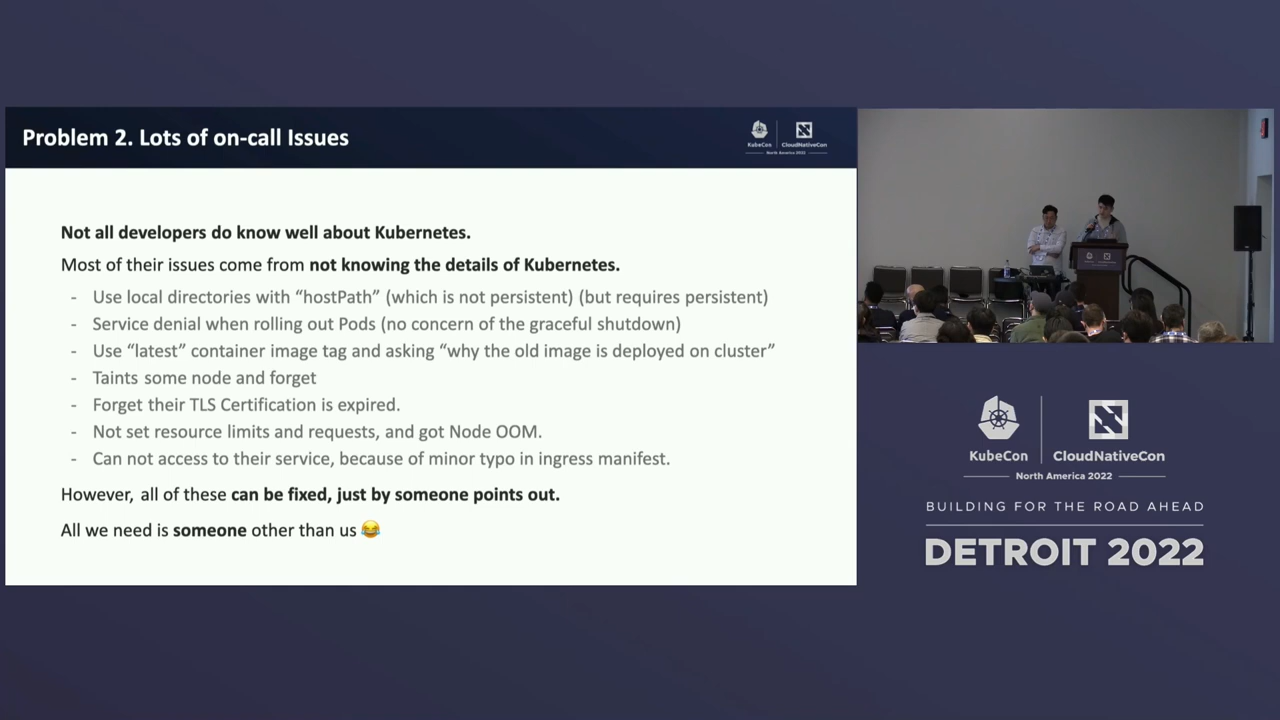 Problem 2. Lots of on-call Issues
KubeCon
CloudNativeCon
North America 2022
Not all developers do know well about Kubernetes.
Most of their issues come from not knowing the details of Kubernetes.
- Use local directories with “hostPath” (which is not persistent) (but requires persistent)
- Service denial when rolling out Pods (no concern of the graceful shutdown)
- Use “latest” container image tag and asking “why the old image is deployed on cluster”
- Taints some node and forget
- Forget their TLS Certification is expired.
- Not set resource limits and requests, and got Node OOM.
- Can not access to their service, because of minor typo in ingress manifest.
However, all of these can be fixed, just by someone points out.
All we need is someone other than us 😂
KubeCon
CloudNativeCon
North America 2022
BUILDING FOR THE ROAD AHEAD
DETROIT 2022